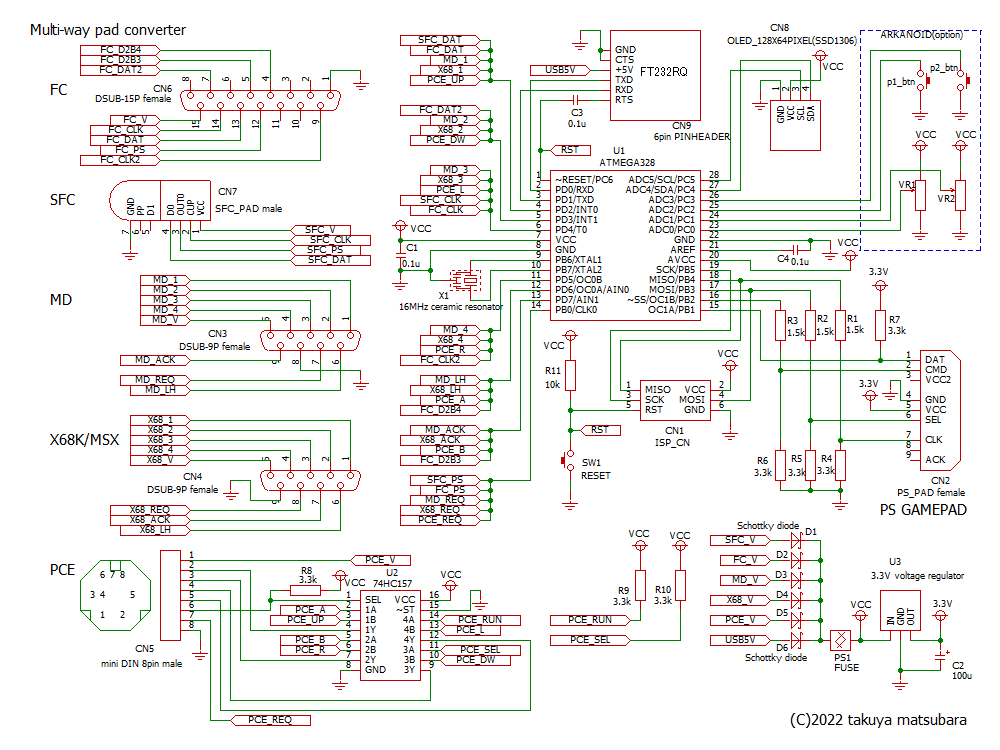 Multi-way pad converter
FC
FC_D2B4
FC_D2B3
FC_DAT2
CN6
DSUB-15P female
8
7
6
5
4
3
2
1
15
14
13
12
11
10
9
FC_V
FC_CLK
FC_DAT
FC_PS
FC_CLK2
SFC
GND
PP
D1
D0
OUT0
CUP
VCC
CN7
SFC_PAD male
7
6
5
4
3
2
1
SFC_V
SFC_CLK
SFC_PS
SFC_DAT
MD
MD_1
MD_2
MD_3
MD_4
MD_V
CN3
DSUB-9P female
5
4
3
2
1
9
8
7
6
MD_ACK
MD_REQ
MD_LH
X68K/MSX
X68_1
X68_2
X68_3
X68_4
X68_V
CN4
DSUB-9P female
5
4
3
2
1
9
8
7
6
X68_REQ
X68_ACK
X68_LH
PCE
6 7 8
3 4 5
1 2
CN5
mini DIN 8pin male
1
2
3
4
5
6
7
8
PCE_V
R8
3.3k
VCC
U2
74HC157
PCE_A
PCE_UP
PCE_B
PCE_R
1
2
3
4
5
6
7
8
SEL
1A
1B
1Y
2A
2B
2Y
GND
VCC
~ST
4A
4B
4Y
3A
3B
3Y
16
15
14
13
12
11
10
9
VCC
PCE_RUN
PCE_L
PCE_SEL
PCE_DW
PCE_REQ
SFC_DAT
FC_DAT
MD_1
X68_1
PCE_UP
FC_DAT2
MD_2
X68_2
PCE_DW
MD_3
X68_3
PCE_L
SFC_CLK
FC_CLK
VCC
C1
0.1u
X1
16MHz ceramic resonator
MD_4
X68_4
PCE_R
FC_CLK2
MD_LH
X68_LH
PCE_A
FC_D2B4
MD_ACK
X68_ACK
PCE_B
FC_D2B3
SFC_PS
FC_PS
MD_REQ
X68_REQ
PCE_REQ
USB5V
GND
CTS
+5V
TXD
RXD
RTS
FT232RQ
CN9
6pin PINHEADER
C3
0.1u
RST
U1
ATMEGA328
1
2
3
4
5
6
7
8
9
10
11
12
13
14
~RESET/PC6
PD0/RXD
PD1/TXD
PD2/INT0
PD3/INT1
PD4/T0
VCC
GND
PB6/XTAL1
PB7/XTAL2
PD5/OC0B
PD6/OC0A/AIN0
PD7/AIN1
PB0/CLK0
ADC5/SCL/PC5
ADC4/SDA/PC4
ADC3/PC3
ADC2/PC2
ADC1/PC1
ADC0/PC0
GND
AREF
AVCC
SCK/PB5
MISO/PB4
MOSI/PB3
~SS/OC1B/PB2
OC1A/PB1
28
27
26
25
24
23
22
21
20
19
18
17
16
15
CN8
OLED_128X64PIXEL(SSD1306)
VCC
1
2
3
4
GND
VCC
SCL
SDA
ARKANOID(option)
p1_btn
p2_btn
VCC
VCC
VR1
VR2
C4
0.1u
VCC
VCC
R11
10k
RST
SW1
RESET
VCC
1
3
5
MISO
SCK
RST
VCC
MOSI
GND
2
4
6
CN1
ISP_CN
R3
1.5k
R2
1.5k
R1
1.5k
3.3V
R7
3.3k
3.3V
R6
3.3k
R5
3.3k
R4
3.3k
1
2
3
4
5
6
7
8
9
DAT
CMD
VCC2
GND
VCC
SEL
CLK
ACK
CN2
PS_PAD female
PS GAMEPAD
VCC
VCC
R9
3.3k
R10
3.3k
PCE_RUN
PCE_SEL
Schottky diode
SFC_V
FC_V
MD_V
X68_V
PCE_V
USB5V
D1
D2
D3
D4
D5
D6
Schottky diode
VCC
PS1
FUSE
U3
3.3V voltage regulator
IN
GND
OUT
3.3V
+
C2
100u
(C)2022 takuya matsubara